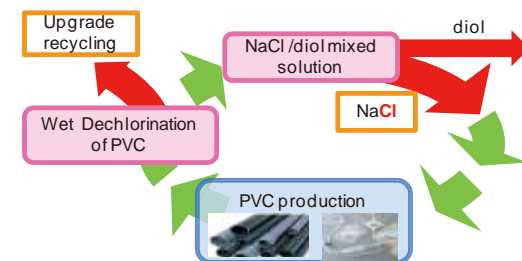 Upgrade
recycling
NaCl/diol mixed
solution
diol
NaCl
Wet Dechlorination
of PVC
PVC production